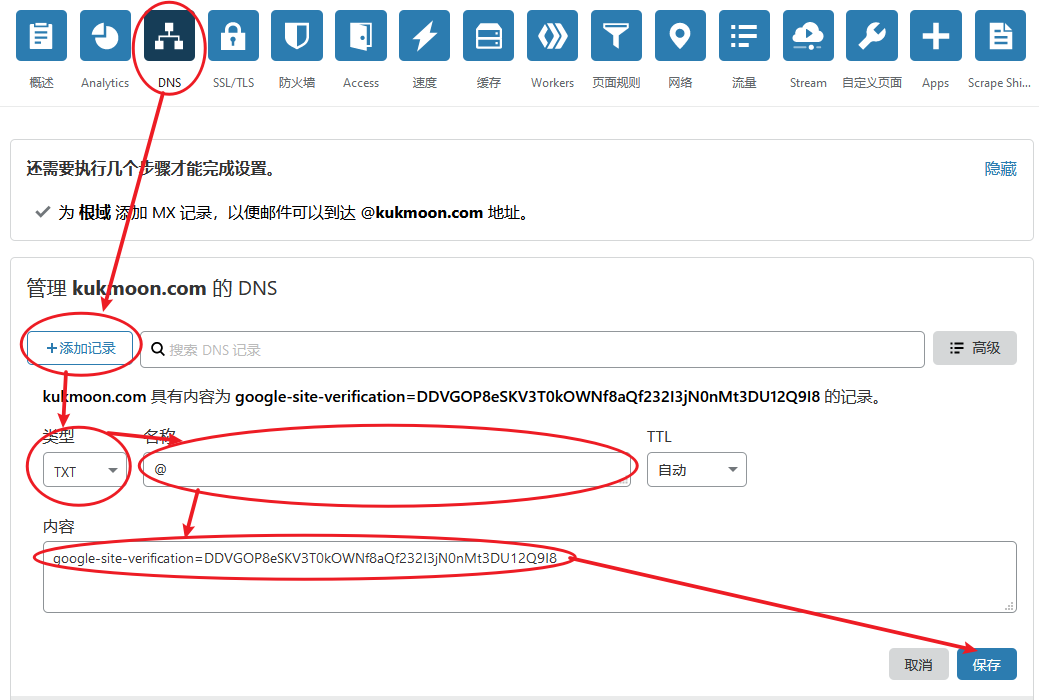 概述 Analytics DNS SSL/TLS 防火墙 Access 速度 缓存 Workers 页面规则 网络 流量 Stream 自定义页面 Apps Scrape Shi...
还需要执行几个步骤才能完成设置。 隐藏
为 根域 添加 MX 记录，以便邮件可以到达 @kukmoon.com 地址。
管理 kukmoon.com 的 DNS
+添加记录 搜索 DNS 记录 高级
kukmoon.com 具有内容为 google-site-verification=DDVGOP8eSKV3T0kOWNf8aQf232I3jN0nMt3DU12Q9I8 的记录。
类型 名称 TTL
TXT @ 自动
内容
google-site-verification=DDVGOP8eSKV3T0kOWNf8aQf232I3jN0nMt3DU12Q9I8
取消 保存